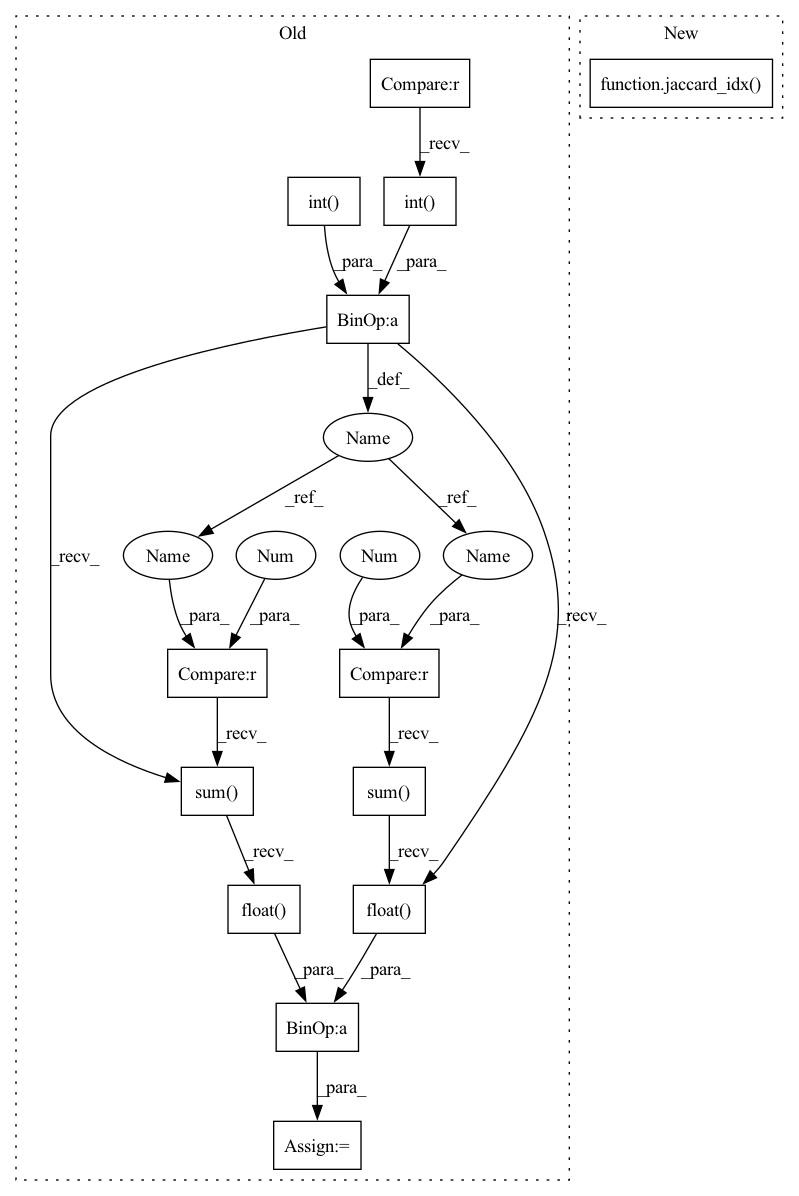 Old
New
Compare:r
function.jaccard_idx()
_recv_
int()
int()
_para_
_para_
BinOp:a
_def_
Name
_ref_
_ref_
_recv_
Name
Num
Num
Name
_para_
_para_
_para_
_para_
_recv_
Compare:r
Compare:r
_recv_
_recv_
sum()
sum()
_recv_
_recv_
float()
float()
_para_
_para_
BinOp:a
_para_
Assign:=